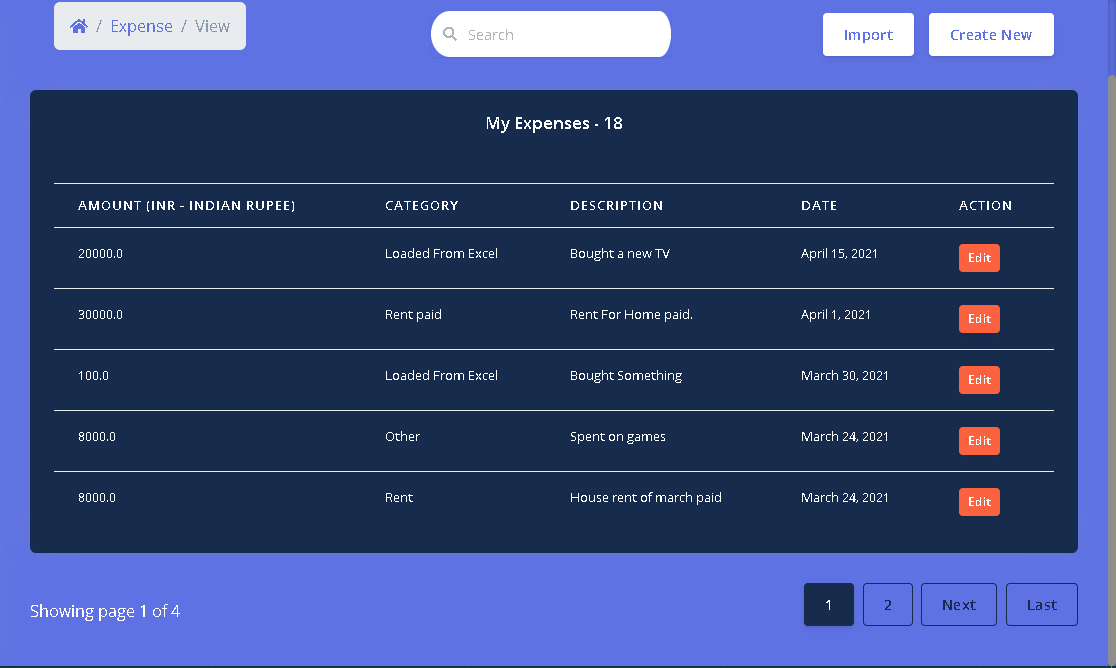 / Expense / View
Search
Import
Create New
My Expenses - 18
AMOUNT (INR - INDIAN RUPEE) CATEGORY DESCRIPTION DATE ACTION
20000.0 Loaded From Excel Bought a new TV April 15, 2021 Edit
30000.0 Rent paid Rent For Home paid. April 1, 2021 Edit
100.0 Loaded From Excel Bought Something March 30, 2021 Edit
8000.0 Other Spent on games March 24, 2021 Edit
8000.0 Rent House rent of march paid March 24, 2021 Edit
Showing page 1 of 4
1 2 Next Last